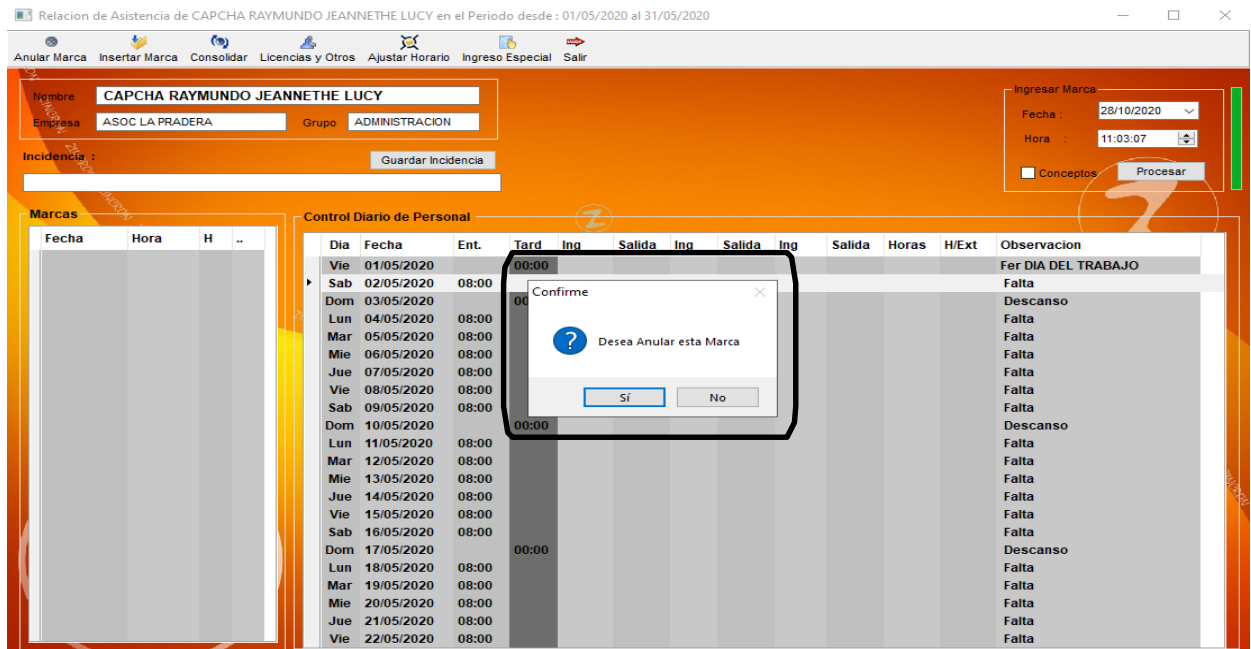 Relacion de Asistencia de CAPCHA RAYMUNDO JEANNETHE LUCY en el Periodo desde : 01/05/2020 al 31/05/2020
Anular Marca Insertar Marca Consolidar Licencias y Otros Ajustar Horario Ingreso Especial Salir
Nombre CAPCHA RAYMUNDO JEANNETHE LUCY
Empresa ASOC LA PRADERA Grupo ADMINISTRACION
Incidencia : Guardar Incidencia
Ingresar Marca
Fecha : 28/10/2020
Hora : 11:03:07
Conceptos Procesar
Marcas
Fecha Hora H ..
Control Diario de Personal
Dia Fecha Ent. Tard Ing Salida Ing Salida Ing Salida Horas H/Ext Observacion
Vie 01/05/2020 00:00 Fer DIA DEL TRABAJO
Sab 02/05/2020 08:00 Falta
Dom 03/05/2020 Descanso
Lun 04/05/2020 08:00 Falta
Mar 05/05/2020 08:00 Falta
Mie 06/05/2020 08:00 Falta
Jue 07/05/2020 08:00 Falta
Vie 08/05/2020 08:00 Falta
Sab 09/05/2020 08:00 Falta
Dom 10/05/2020 00:00 Descanso
Lun 11/05/2020 08:00 Falta
Mar 12/05/2020 08:00 Falta
Mie 13/05/2020 08:00 Falta
Jue 14/05/2020 08:00 Falta
Vie 15/05/2020 08:00 Falta
Sab 16/05/2020 08:00 Falta
Dom 17/05/2020 00:00 Descanso
Lun 18/05/2020 08:00 Falta
Mar 19/05/2020 08:00 Falta
Mie 20/05/2020 08:00 Falta
Jue 21/05/2020 08:00 Falta
Vie 22/05/2020 08:00 Falta
Confirme
Desea Anular esta Marca
Sí No